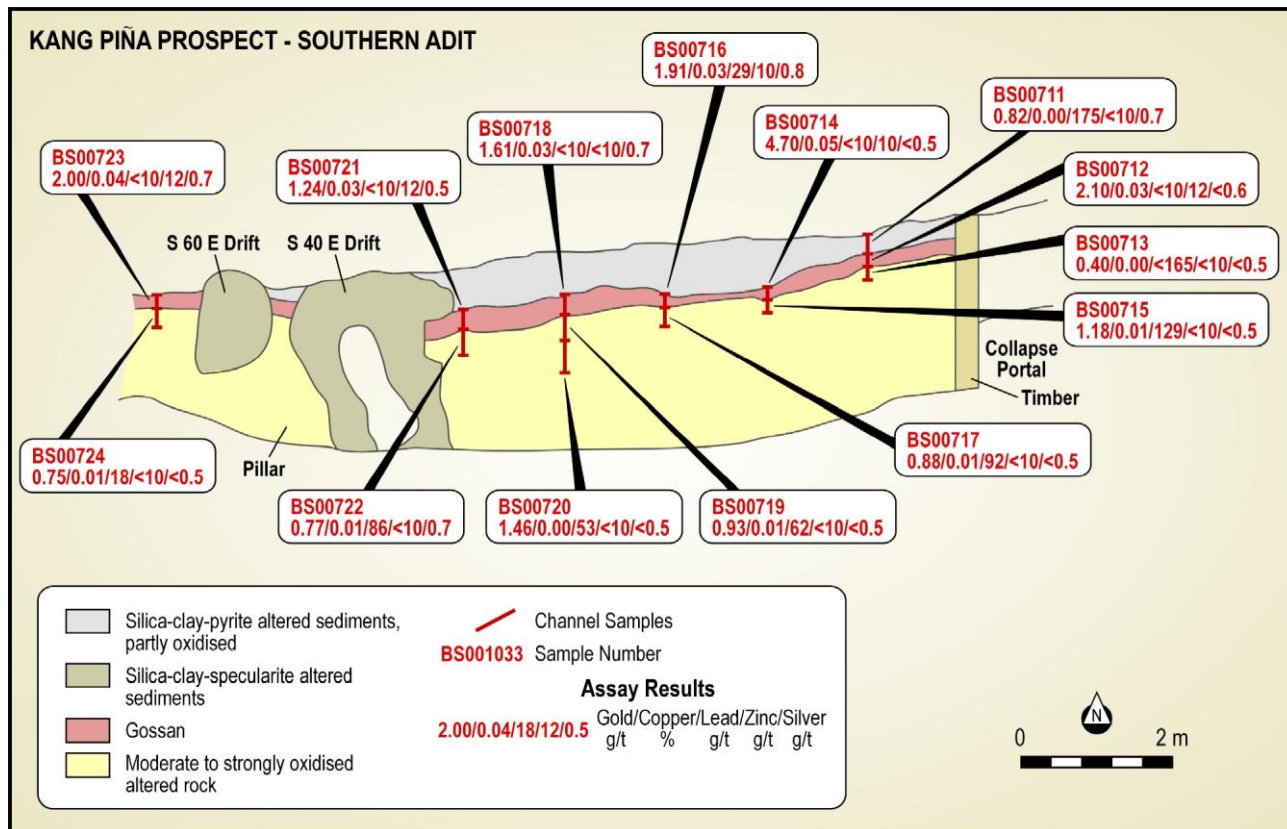 KANG PIÑA PROSPECT - SOUTHERN ADIT
BS00716
1.91/0.03/29/10/0.8
BS00711
0.82/0.00/175/<10/0.7
BS00718
1.61/0.03/<10/<10/0.7
BS00714
4.70/0.05/<10/10/<0.5
BS00723
2.00/0.04/<10/12/0.7
BS00721
1.24/0.03/<10/12/0.5
BS00712
2.10/0.03/<10/12/<0.6
S 60 E Drift
S 40 E Drift
BS00713
0.40/0.00/<165/<10/<0.5
BS00715
1.18/0.01/129/<10/<0.5
Collapse
Portal
Timber
BS00724
0.75/0.01/18/<10/<0.5
Pillar
BS00717
0.88/0.01/92/<10/<0.5
BS00722
0.77/0.01/86/<10/0.7
BS00720
1.46/0.00/53/<10/<0.5
BS00719
0.93/0.01/62/<10/<0.5
Silica-clay-pyrite altered sediments,
partly oxidised
Silica-clay-specularite altered
sediments
Gossan
Moderate to strongly oxidised
altered rock
Channel Samples
BS001033 Sample Number
Assay Results
2.00/0.04/18/12/0.5 Gold/Copper/Lead/Zinc/Silver
g/t % g/t g/t g/t
N
0 2 m